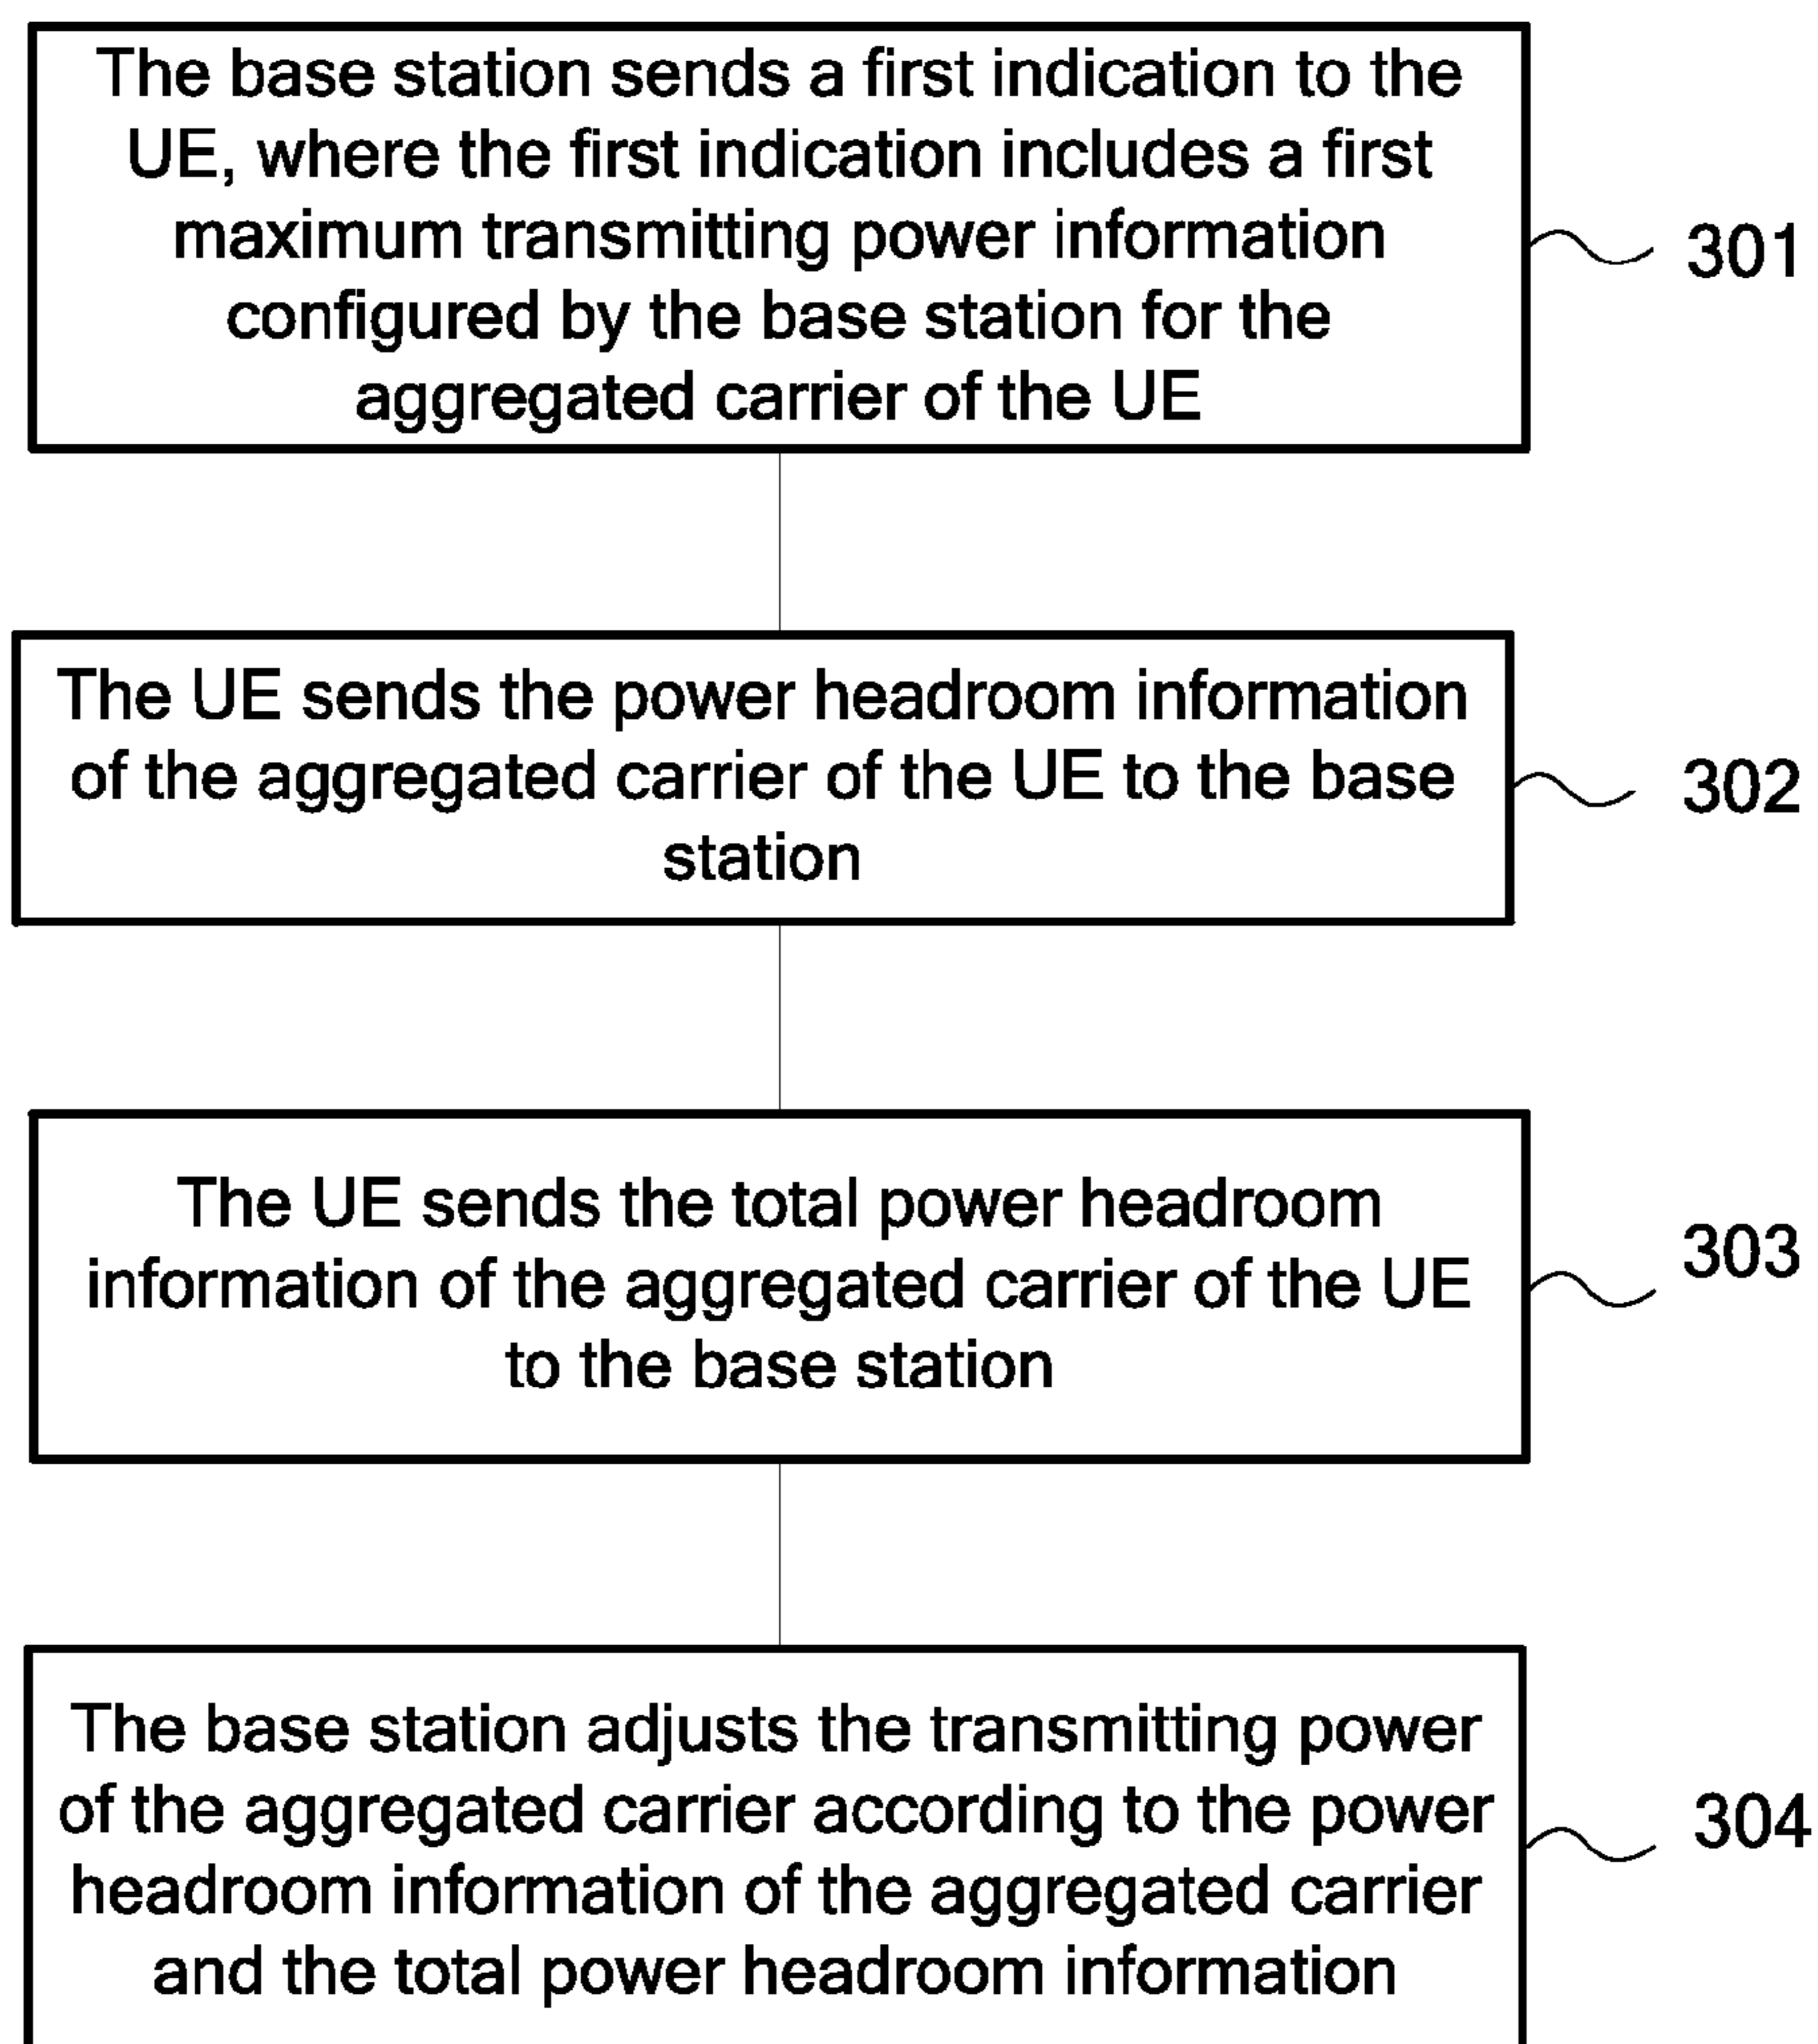 The base station sends a first indication to the
UE, where the first indication includes a first
maximum transmitting power information
configured by the base station for the
aggregated carrier of the UE
301
The UE sends the power headroom information
of the aggregated carrier of the UE to the base
station
302
The UE sends the total power headroom
information of the aggregated carrier of the UE
to the base station
303
The base station adjusts the transmitting power
of the aggregated carrier according to the power
headroom information of the aggregated carrier
and the total power headroom information
304